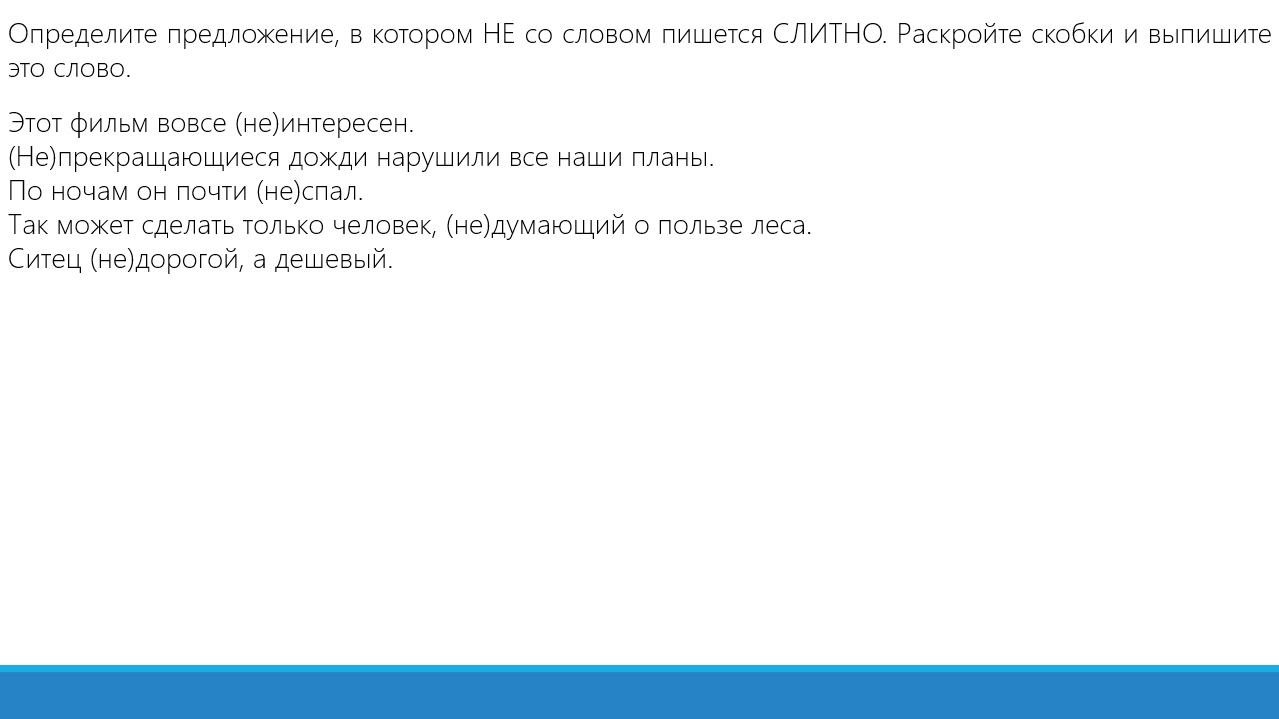 Определите предложение, в котором НЕ со словом пишется СЛИТНО. Раскройте скобки и выпишите
это слово.
Этот фильм вовсе (не)интересен.
(Не)прекращающиеся дожди нарушили все наши планы.
По ночам он почти (не)спал.
Так может сделать только человек, (не)думающий о пользе леса.
Ситец (не)дорогой, а дешевый.